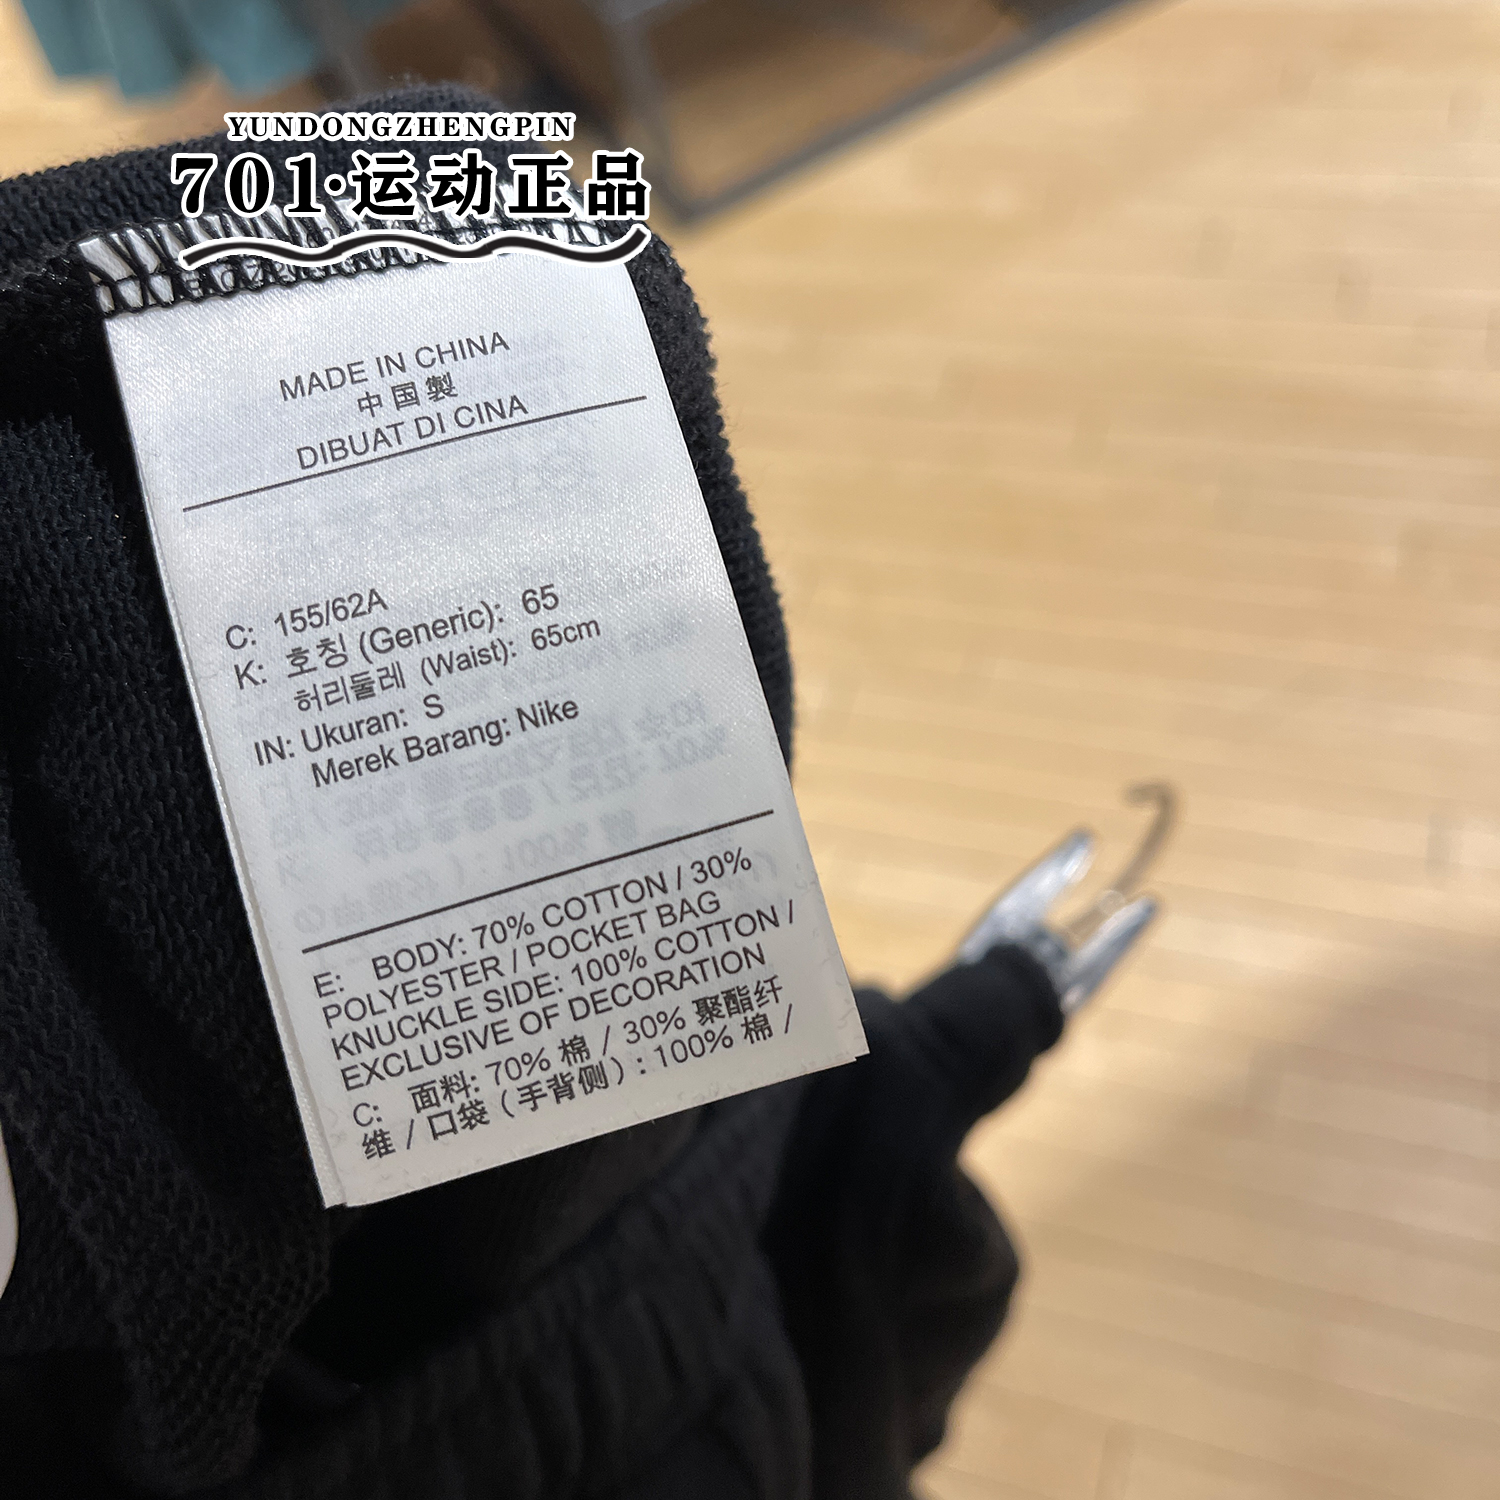 YUNDONGZHENGPIN
701·运动正品
MADE IN CHINA
中国製
DIBUAT DI CINA
C: 155/62A
K: 호칭 (Generic): 65
허리둘레 (Waist): 65cm
IN: Ukuran: S
Merek Barang: Nike
E: BODY: 70% COTTON / 30%
POLYESTER / POCKET BAG
KNUCKLE SIDE: 100% COTTON /
EXCLUSIVE OF DECORATION
C: 面料: 70% 棉 / 30% 聚酯纤
维 / 口袋 (手背侧) : 100% 棉 /